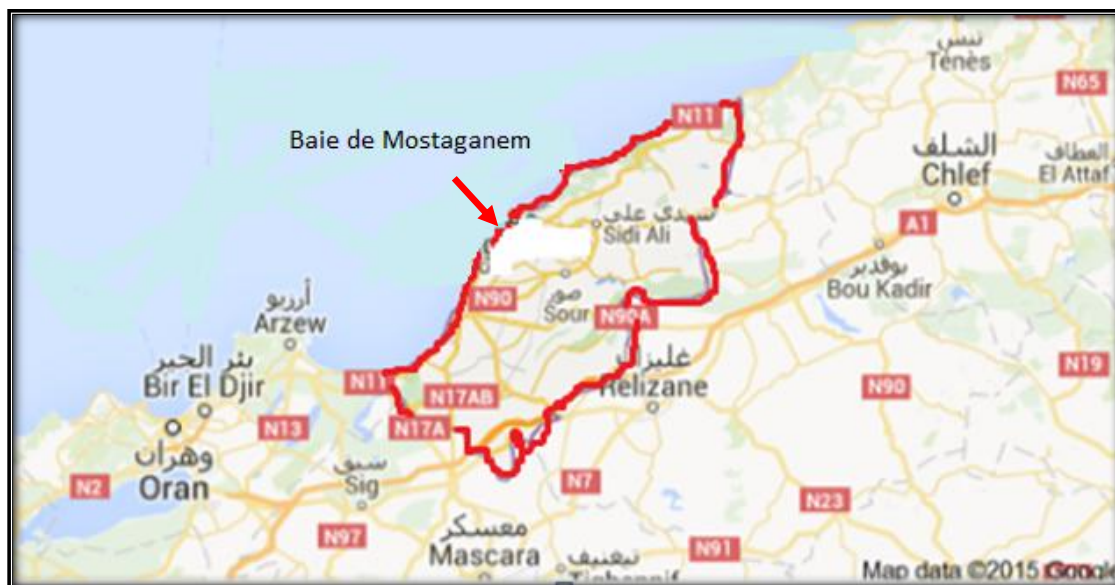 تنس
Ténès
N65
N11
Baie de Mostaganem
الشلف
Chlef
العطاف
El Attaf
A1
سيدي علي
Sidi Ali
بوقدير
Bou Kadir
N90
صور
Sour
N90A
أرزيو
Arzew
غليزان
Relizane
N19
N90
بئر الجير
Bir El Djir
N11
N17AB
N17A
N13
وهران
Oran
سيق
Sig
N2
N7
N23
N97
معسكر
Mascara
تيغنيف
N91
Map data ©2015 Google